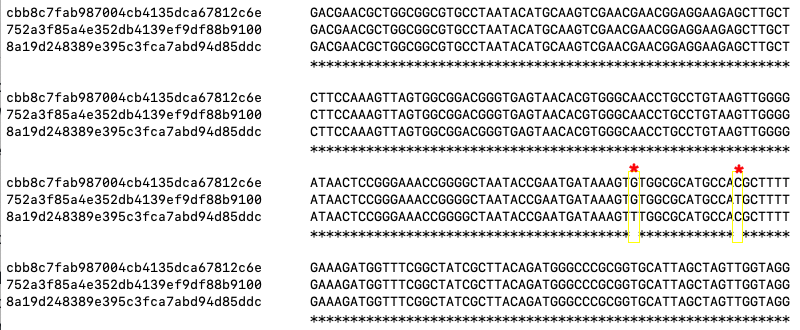 cbb8c7fab987004cb4135dca67812c6e GACGAACGCTGGCGGCGTGCCTAATACATGCAAGTCGAACGAACGGAGGAAGAGCTTGCT
752a3f85a4e352db4139ef9df88b9100 GACGAACGCTGGCGGCGTGCCTAATACATGCAAGTCGAACGAACGGAGGAAGAGCTTGCT
8a19d248389e395c3fca7abd94d85ddc GACGAACGCTGGCGGCGTGCCTAATACATGCAAGTCGAACGAACGGAGGAAGAGCTTGCT
************************************************************
cbb8c7fab987004cb4135dca67812c6e CTTCCAAAGTTAGTGGCGGACGGGTGAGTAACACGTGGGCAACCTGCCTGTAAGTTGGGG
752a3f85a4e352db4139ef9df88b9100 CTTCCAAAGTTAGTGGCGGACGGGTGAGTAACACGTGGGCAACCTGCCTGTAAGTTGGGG
8a19d248389e395c3fca7abd94d85ddc CTTCCAAAGTTAGTGGCGGACGGGTGAGTAACACGTGGGCAACCTGCCTGTAAGTTGGGG
************************************************************
* *
cbb8c7fab987004cb4135dca67812c6e ATAACTCCGGGAAACCGGGGCTAATACCGAATGATAAAGTGTGGCGCATGCCACGCTTTT
752a3f85a4e352db4139ef9df88b9100 ATAACTCCGGGAAACCGGGGCTAATACCGAATGATAAAGTGTGGCGCATGCCATGCTTTT
8a19d248389e395c3fca7abd94d85ddc ATAACTCCGGGAAACCGGGGCTAATACCGAATGATAAAGTTTGGCGCATGCCACGCTTTT
**************************************** ************ ******
cbb8c7fab987004cb4135dca67812c6e GAAAGATGGTTTCGGCTATCGCTTACAGATGGGCCCGCGGTGCATTAGCTAGTTGGTAGG
752a3f85a4e352db4139ef9df88b9100 GAAAGATGGTTTCGGCTATCGCTTACAGATGGGCCCGCGGTGCATTAGCTAGTTGGTAGG
8a19d248389e395c3fca7abd94d85ddc GAAAGATGGTTTCGGCTATCGCTTACAGATGGGCCCGCGGTGCATTAGCTAGTTGGTAGG
************************************************************